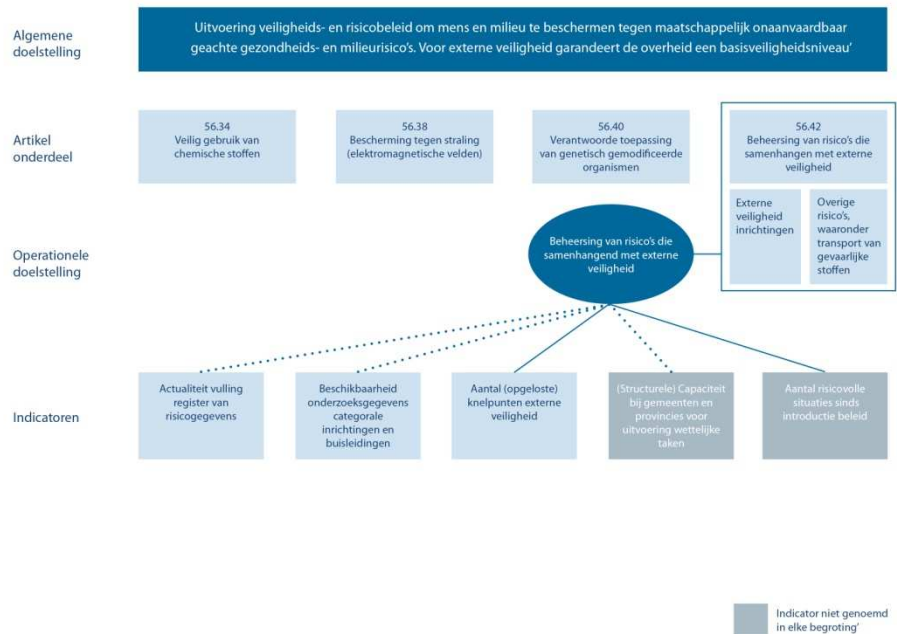 Algemene
doelstelling
Uitvoering veiligheids- en risicobeleid om mens en milieu te beschermen tegen maatschappelijk onaanvaardbaar
geachte gezondheids- en milieurisico's. Voor externe veiligheid garandeert de overheid een basisveiligheidsniveau'
Artikel
onderdeel
56.34
Veilig gebruik van
chemische stoffen
56.38
Bescherming tegen straling
(elektromagnetische velden)
56.40
Verantwoorde toepassing
van genetisch gemodificeerde
organismen
56.42
Beheersing van risico's die
samenhangen met externe
veiligheid
Externe
veiligheid
inrichtingen
Overige
risico's,
waaronder
transport van
gevaarlijke
stoffen
Operationele
doelstelling
Beheersing van risico's die
samenhangend met externe
veiligheid
Indicatoren
Actualiteit vulling
register van
risicogegevens
Beschikbaarheid
onderzoeksgegevens
categorale
inrichtingen en
buisleidingen
Aantal (opgeloste)
knelpunten externe
veiligheid
(Structurele) Capaciteit
bij gemeenten en
provincies voor
uitvoering wettelijke
taken
Aantal risicovolle
situaties sinds
introductie beleid
Indicator niet genoemd
in elke begroting'